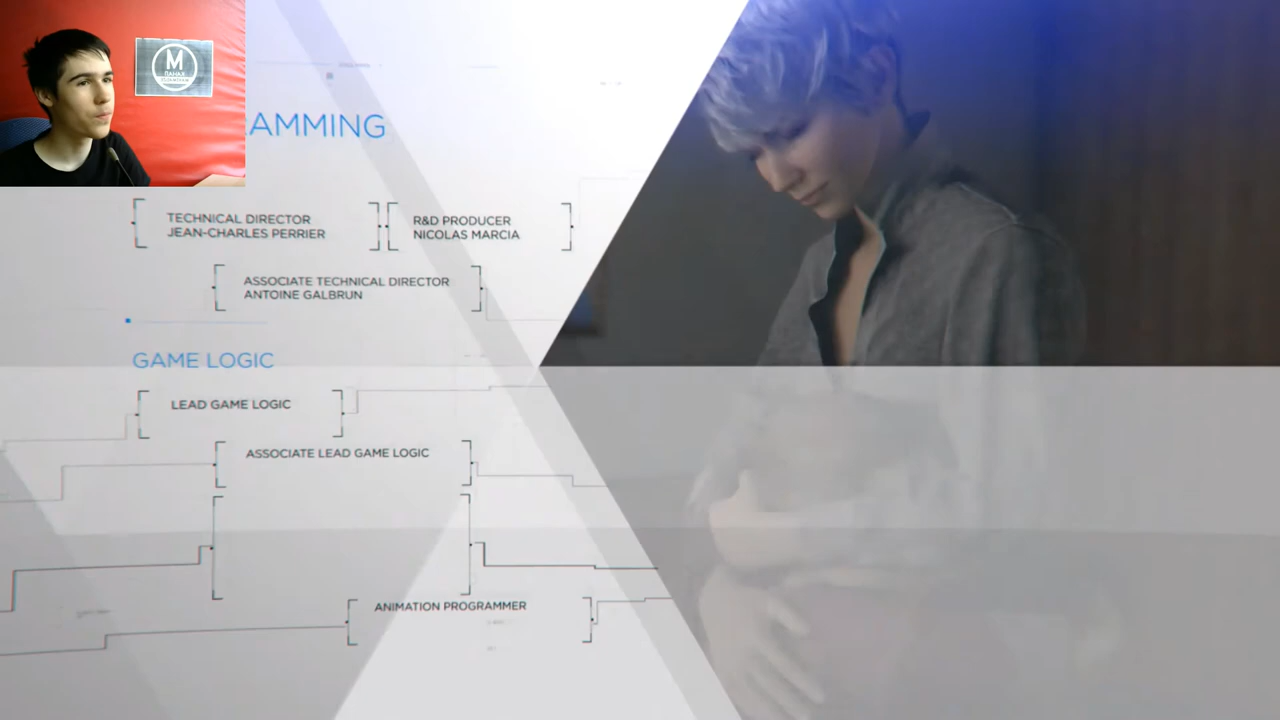 M
AMMING
TECHNICAL DIRECTOR
JEAN-CHARLES PERRIER
R&D PRODUCER
NICOLAS MARCIA
ASSOCIATE TECHNICAL DIRECTOR
ANTOINE GALBRUN
GAME LOGIC
LEAD GAME LOGIC
ASSOCIATE LEAD GAME LOGIC
ANIMATION PROGRAMMER